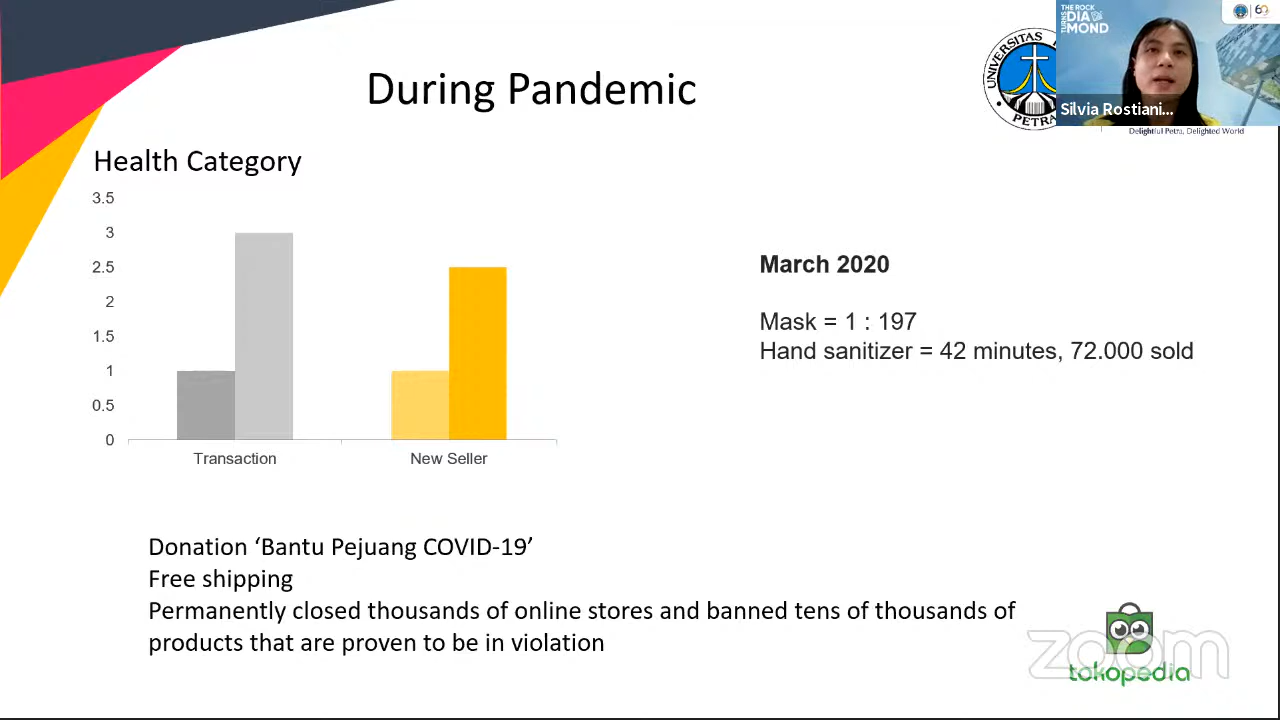 During Pandemic
THE ROCK
TURNS
DIA
MOND
60
UNIVERSITAS
PETRA
Silvia Rostiani...
Delightful Petra, Delighted World
Health Category
3.5
3
2.5
2
1.5
1
0.5
0
Transaction
New Seller
March 2020
Mask = 1 : 197
Hand sanitizer = 42 minutes, 72.000 sold
Donation ‘Bantu Pejuang COVID-19’
Free shipping
Permanently closed thousands of online stores and banned tens of thousands of
products that are proven to be in violation
zoom
tokopedia